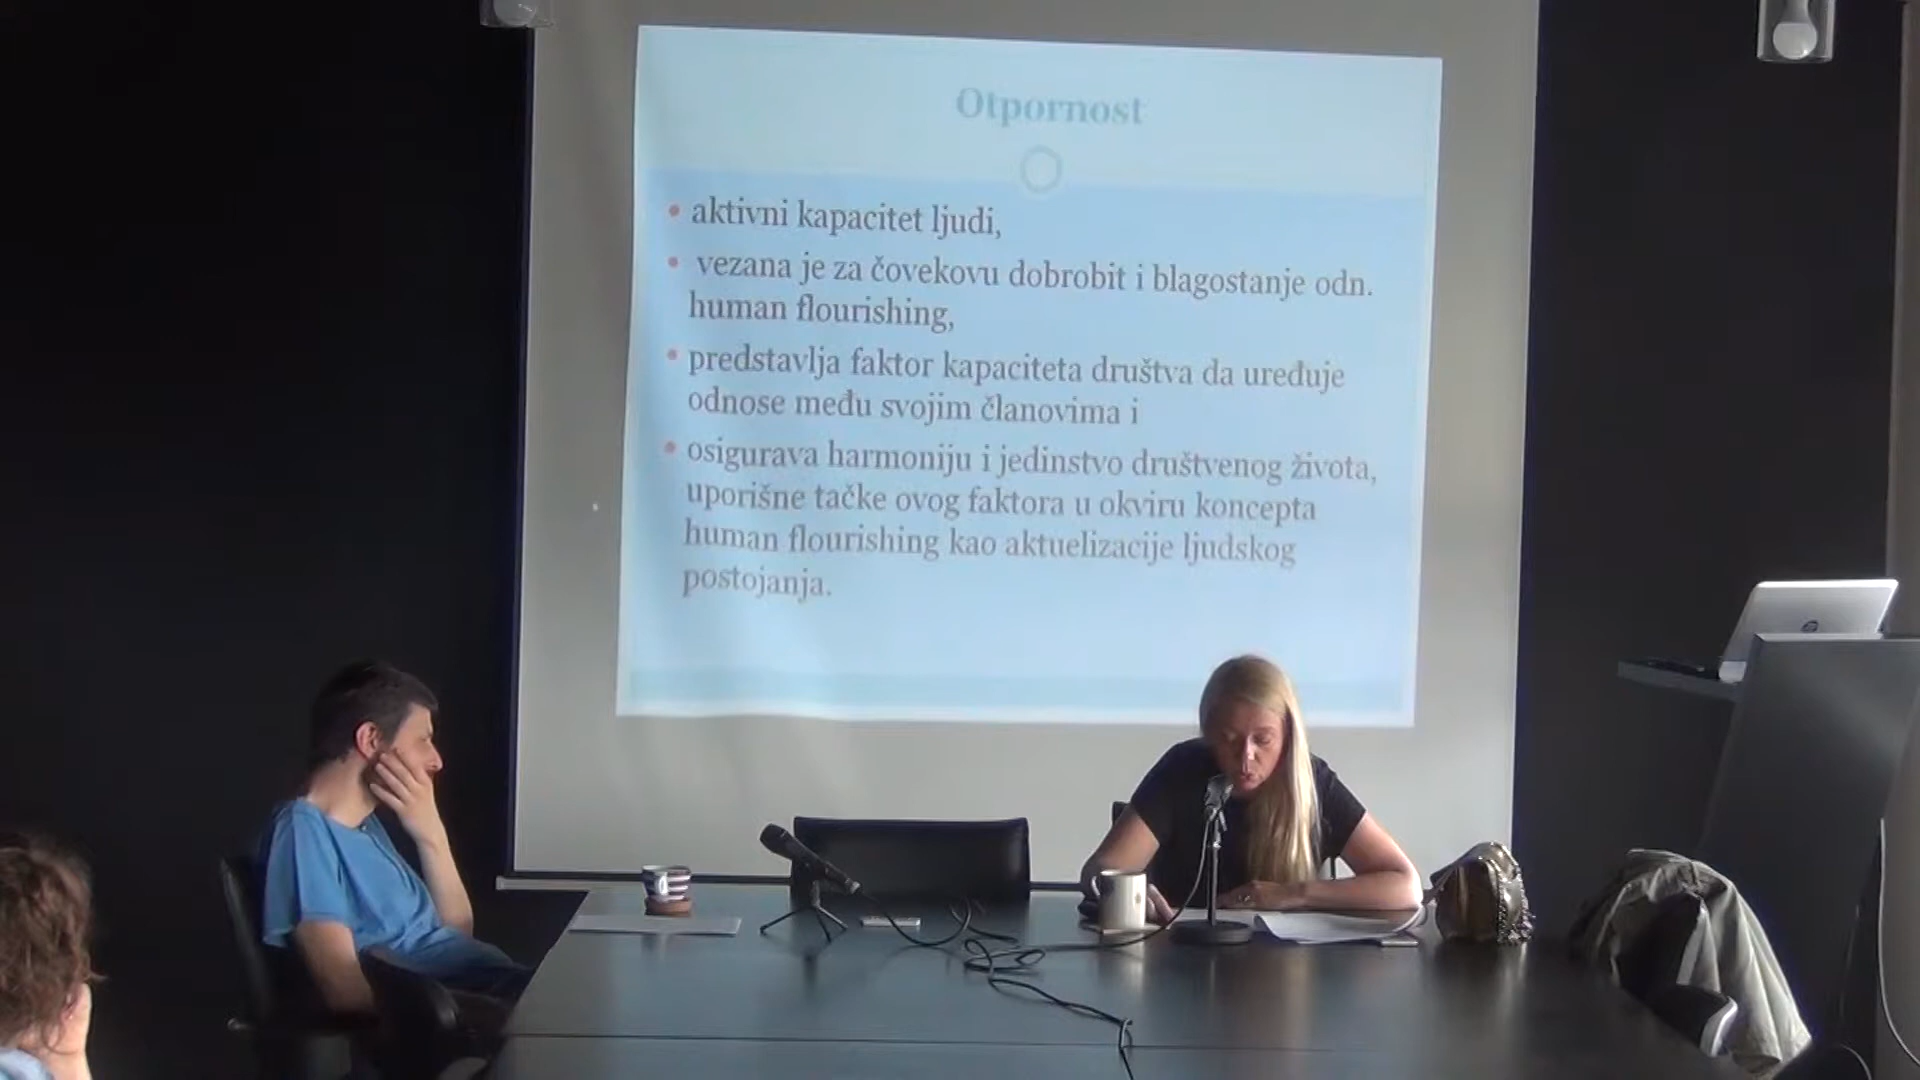 Otpornost
• aktivni kapacitet ljudi,
• vezana je za čovekovu dobrobit i blagostanje odn.
human flourishing,
• predstavlja faktor kapaciteta društva da uređuje
odnose među svojim članovima i
• osigurava harmoniju i jedinstvo društvenog života,
uporišne tačke ovog faktora u okviru koncepta
human flourishing kao aktuelizacije ljudskog
postojanja.